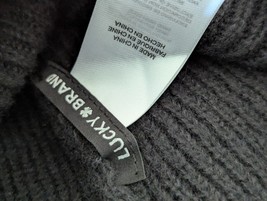 MADE IN CHINA
FABRIQUÉ EN CHINE
HECHO EN CHINA
LUCKY BRAND